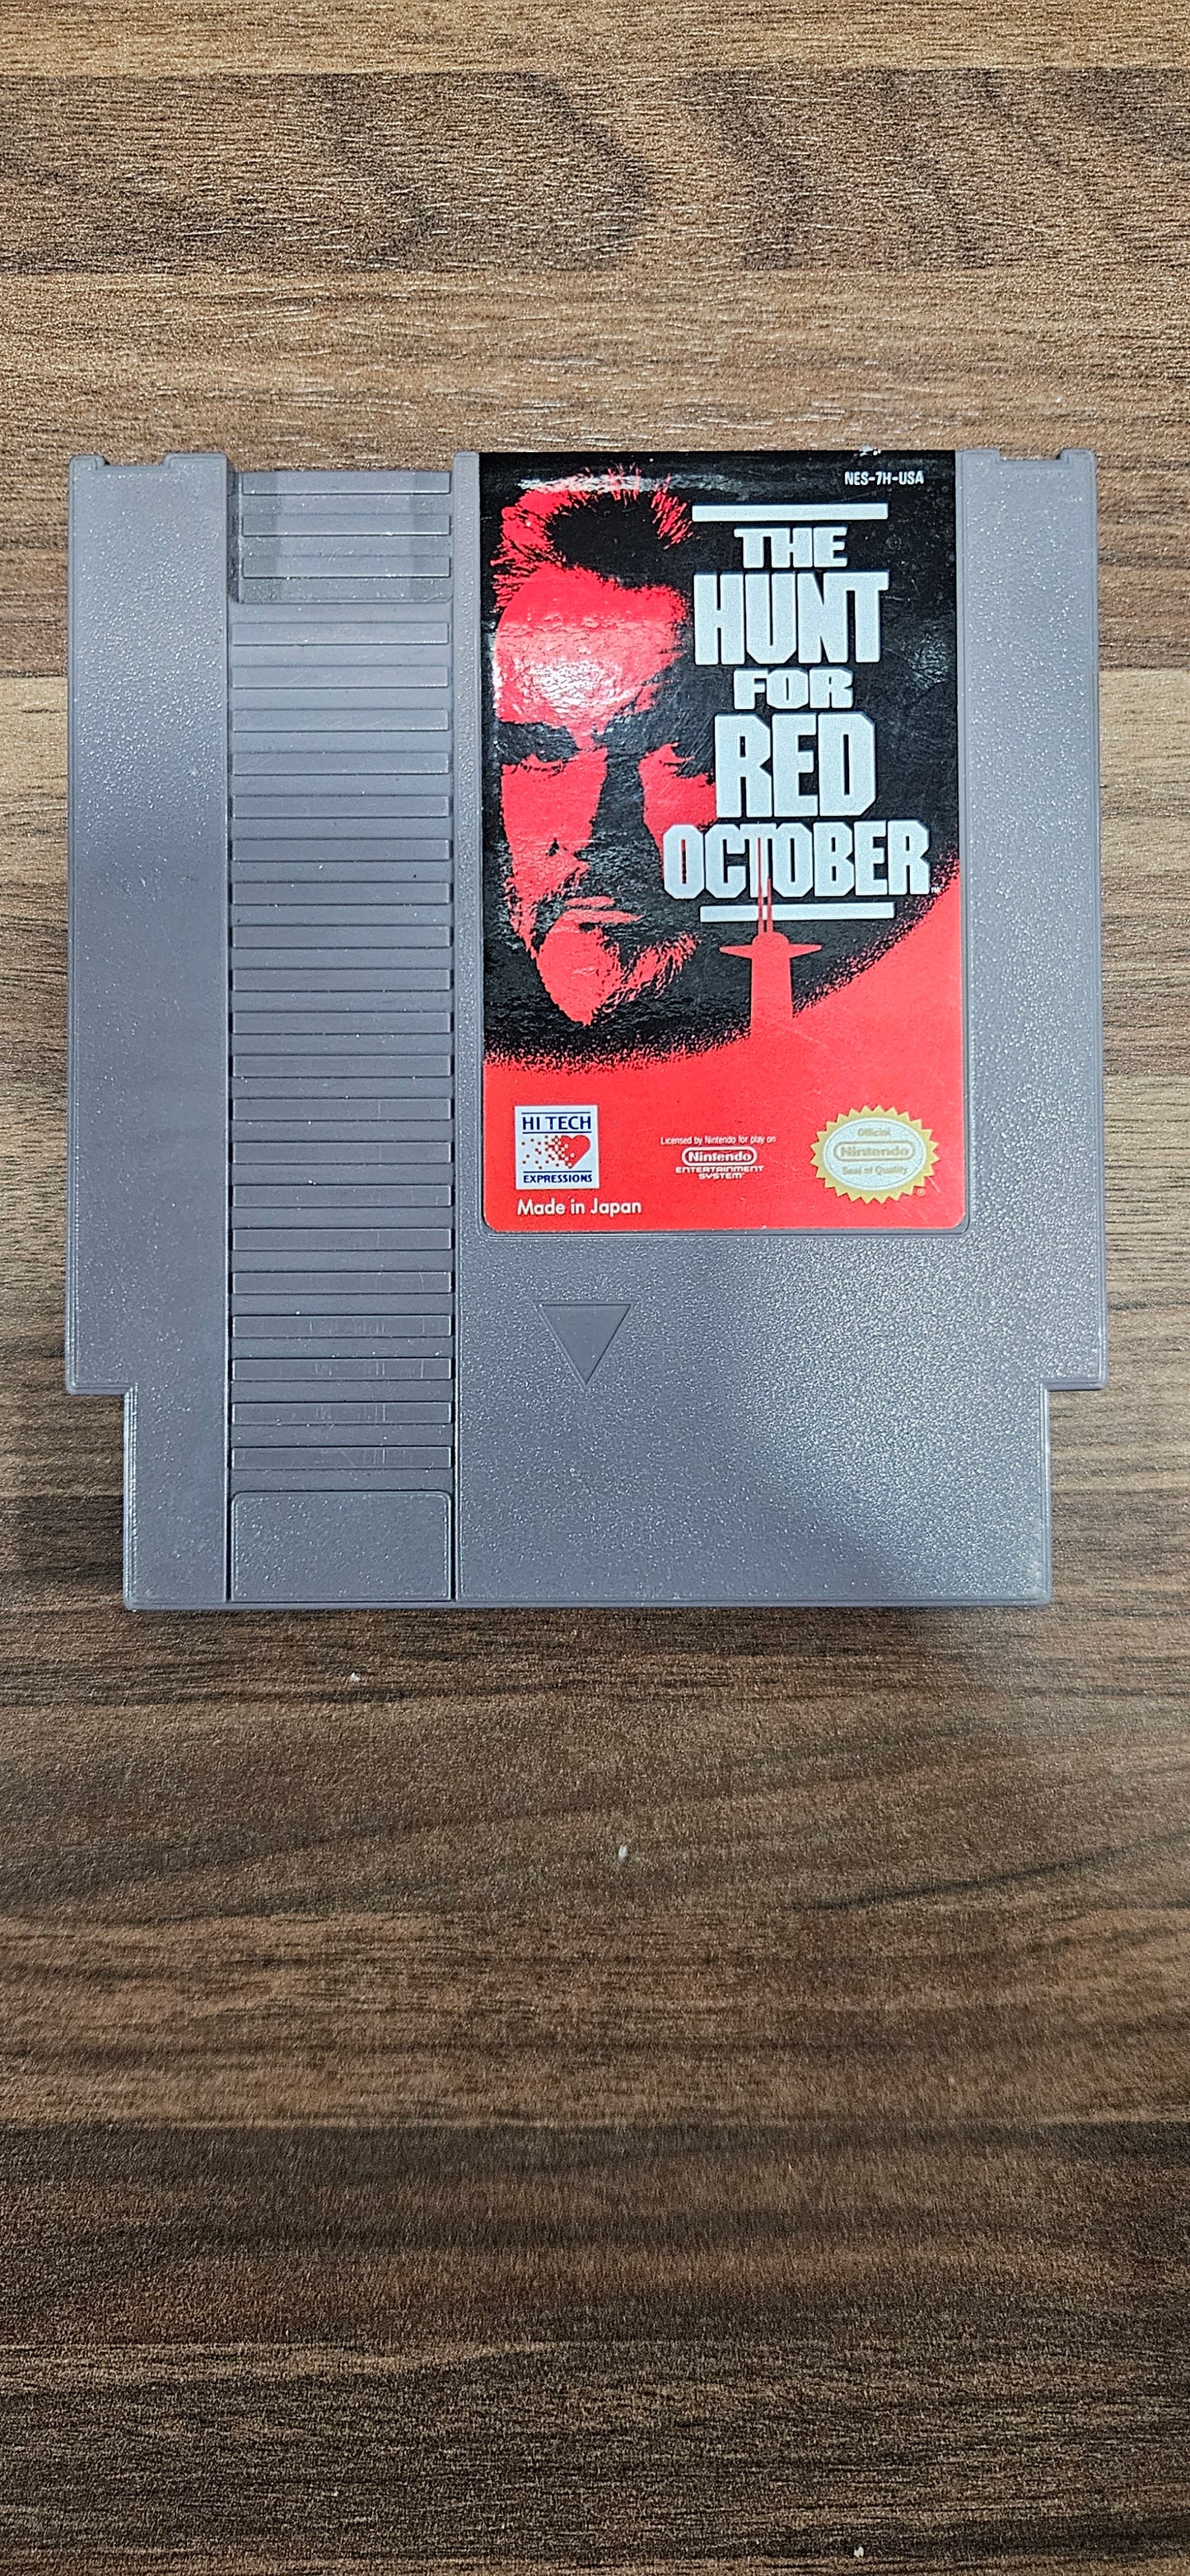 NES-7H-USA
THE
HUNT
FOR
RED
OCTOBER™
HI TECH
EXPRESSIONS
Made in Japan
Licensed by Nintendo for play on
Nintendo
ENTERTAINMENT
SYSTEM
Official
Nintendo
Seal of Quality